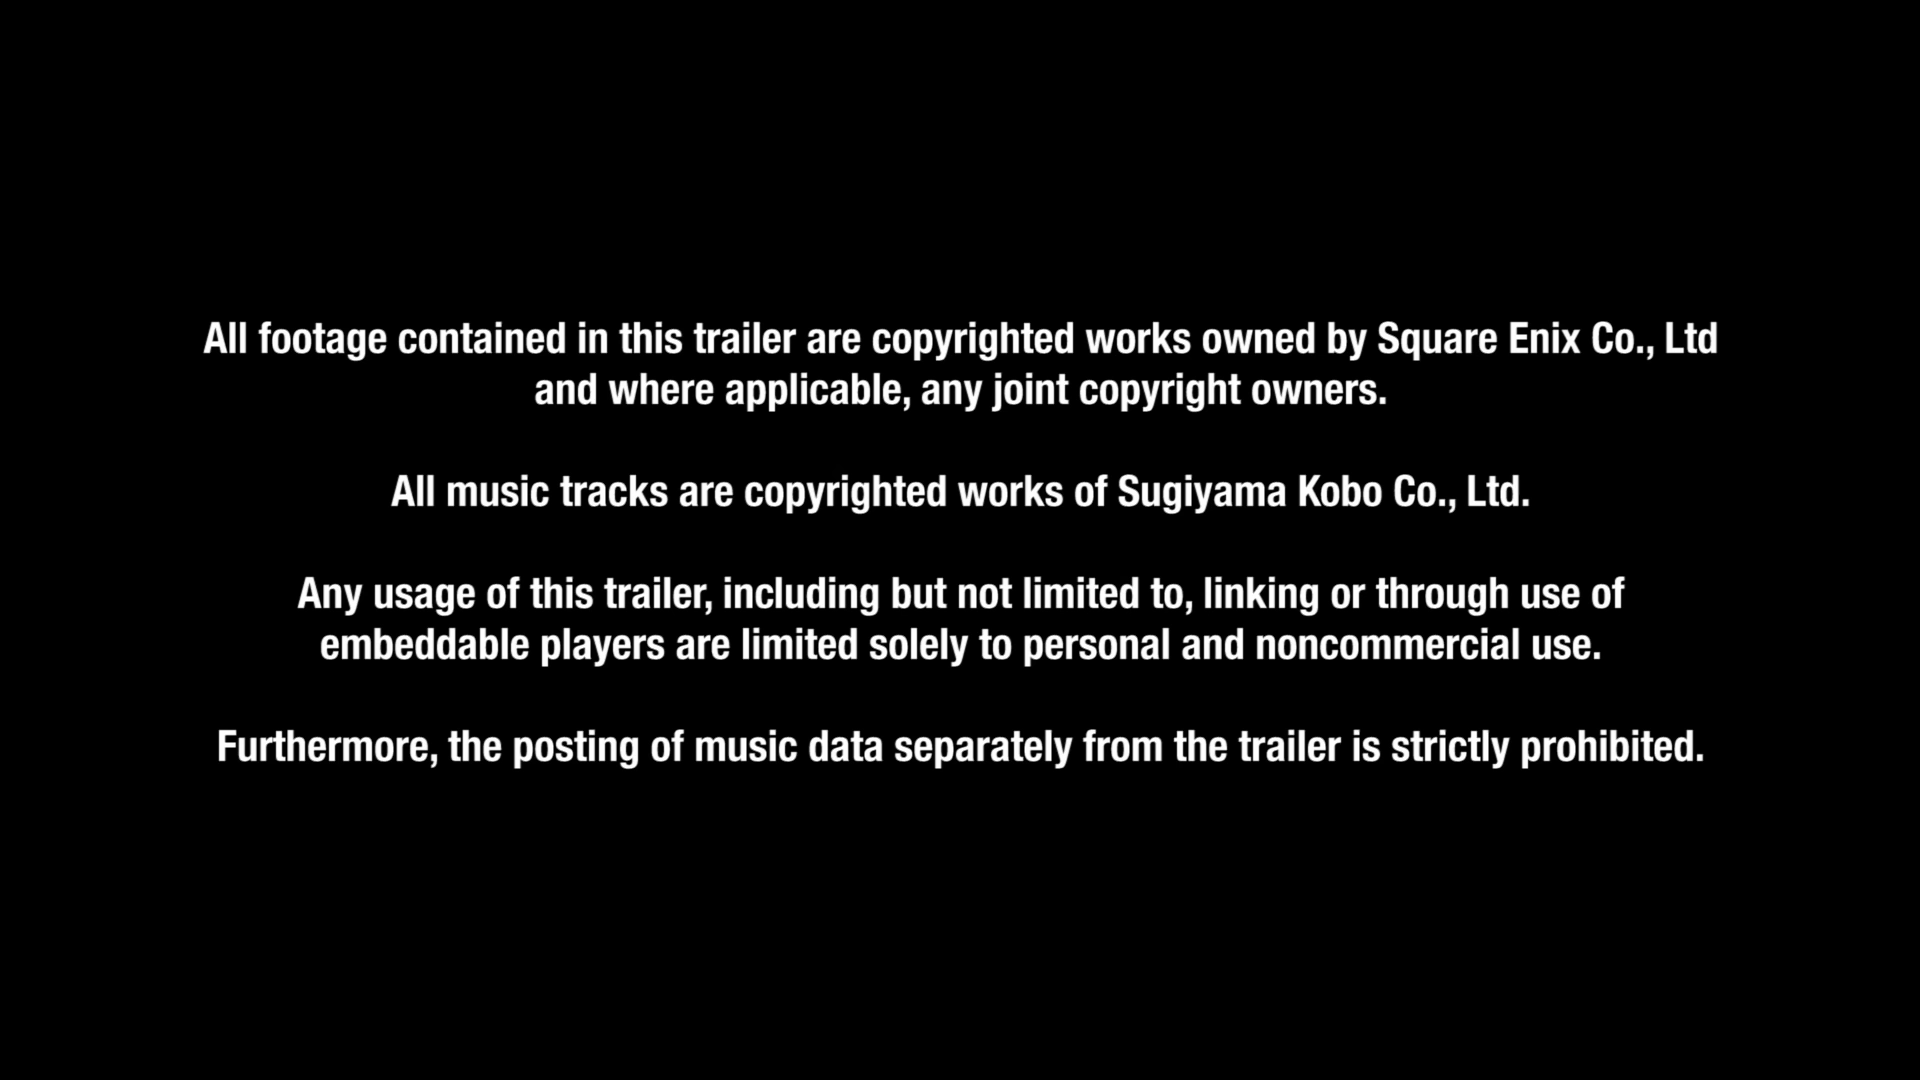 All footage contained in this trailer are copyrighted works owned by Square Enix Co., Ltd
and where applicable, any joint copyright owners.
All music tracks are copyrighted works of Sugiyama Kobo Co., Ltd.
Any usage of this trailer, including but not limited to, linking or through use of
embeddable players are limited solely to personal and noncommercial use.
Furthermore, the posting of music data separately from the trailer is strictly prohibited.